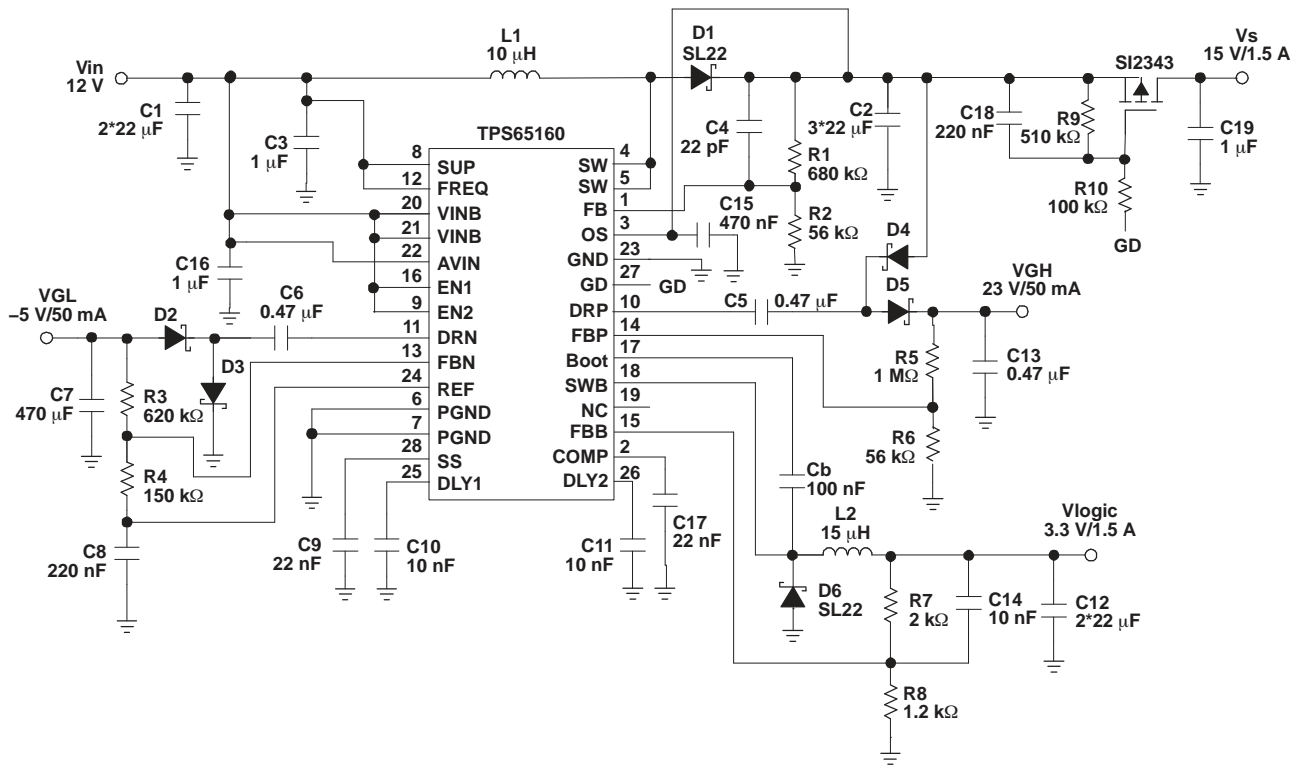 L1
10 μH
D1
SL22
Vin
12 V
Vs
15 V/1.5 A
SI2343
C1
2*22 μF
C3
1 μF
TPS65160
C4
22 pF
R1
680 kΩ
C2
3*22 μF
C18
220 nF
R9
510 kΩ
C19
1 μF
R10
100 kΩ
GD
C15
470 nF
R2
56 kΩ
8 SUP
12 FREQ
20 VINB
21 VINB
22 AVIN
16 EN1
9 EN2
11 DRN
13 FBN
24 REF
6 PGND
7 PGND
28 SS
25 DLY1
SW 4
SW 5
FB 1
OS 3
GND 23
GD 27
GD
DRP 10
FBP 14
Boot 17
SWB 18
NC 19
FBB 15
COMP 2
DLY2 26
C16
1 μF
VGL
–5 V/50 mA
D2
C6
0.47 μF
D3
C7
470 μF
R3
620 kΩ
R4
150 kΩ
C8
220 nF
C9
22 nF
C10
10 nF
C11
10 nF
C17
22 nF
D4
D5
C5
0.47 μF
VGH
23 V/50 mA
R5
1 MΩ
C13
0.47 μF
R6
56 kΩ
Cb
100 nF
L2
15 μH
Vlogic
3.3 V/1.5 A
D6
SL22
R7
2 kΩ
C14
10 nF
C12
2*22 μF
R8
1.2 kΩ